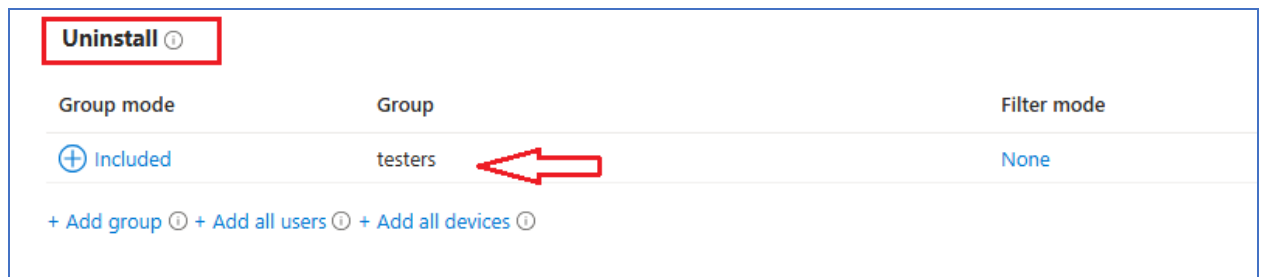 Uninstall
Group mode Group Filter mode
Included testers None
+ Add group + Add all users + Add all devices